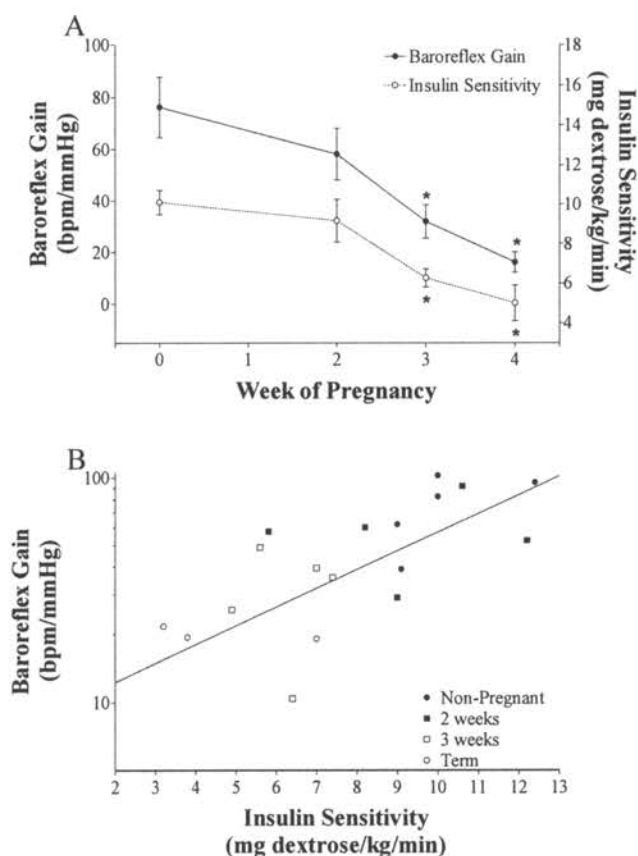 A
100
80
60
40
20
0
Baroreflex Gain
(bpm/mmHg)
Baroreflex Gain
Insulin Sensitivity
18
16
14
12
10
8
6
4
Insulin Sensitivity
(mg dextrose/kg/min)
*
*
*
*
0 1 2 3 4
Week of Pregnancy
B
100
10
Baroreflex Gain
(bpm/mmHg)
Non-Pregnant
2 weeks
3 weeks
Term
2 3 4 5 6 7 8 9 10 11 12 13
Insulin Sensitivity
(mg dextrose/kg/min)